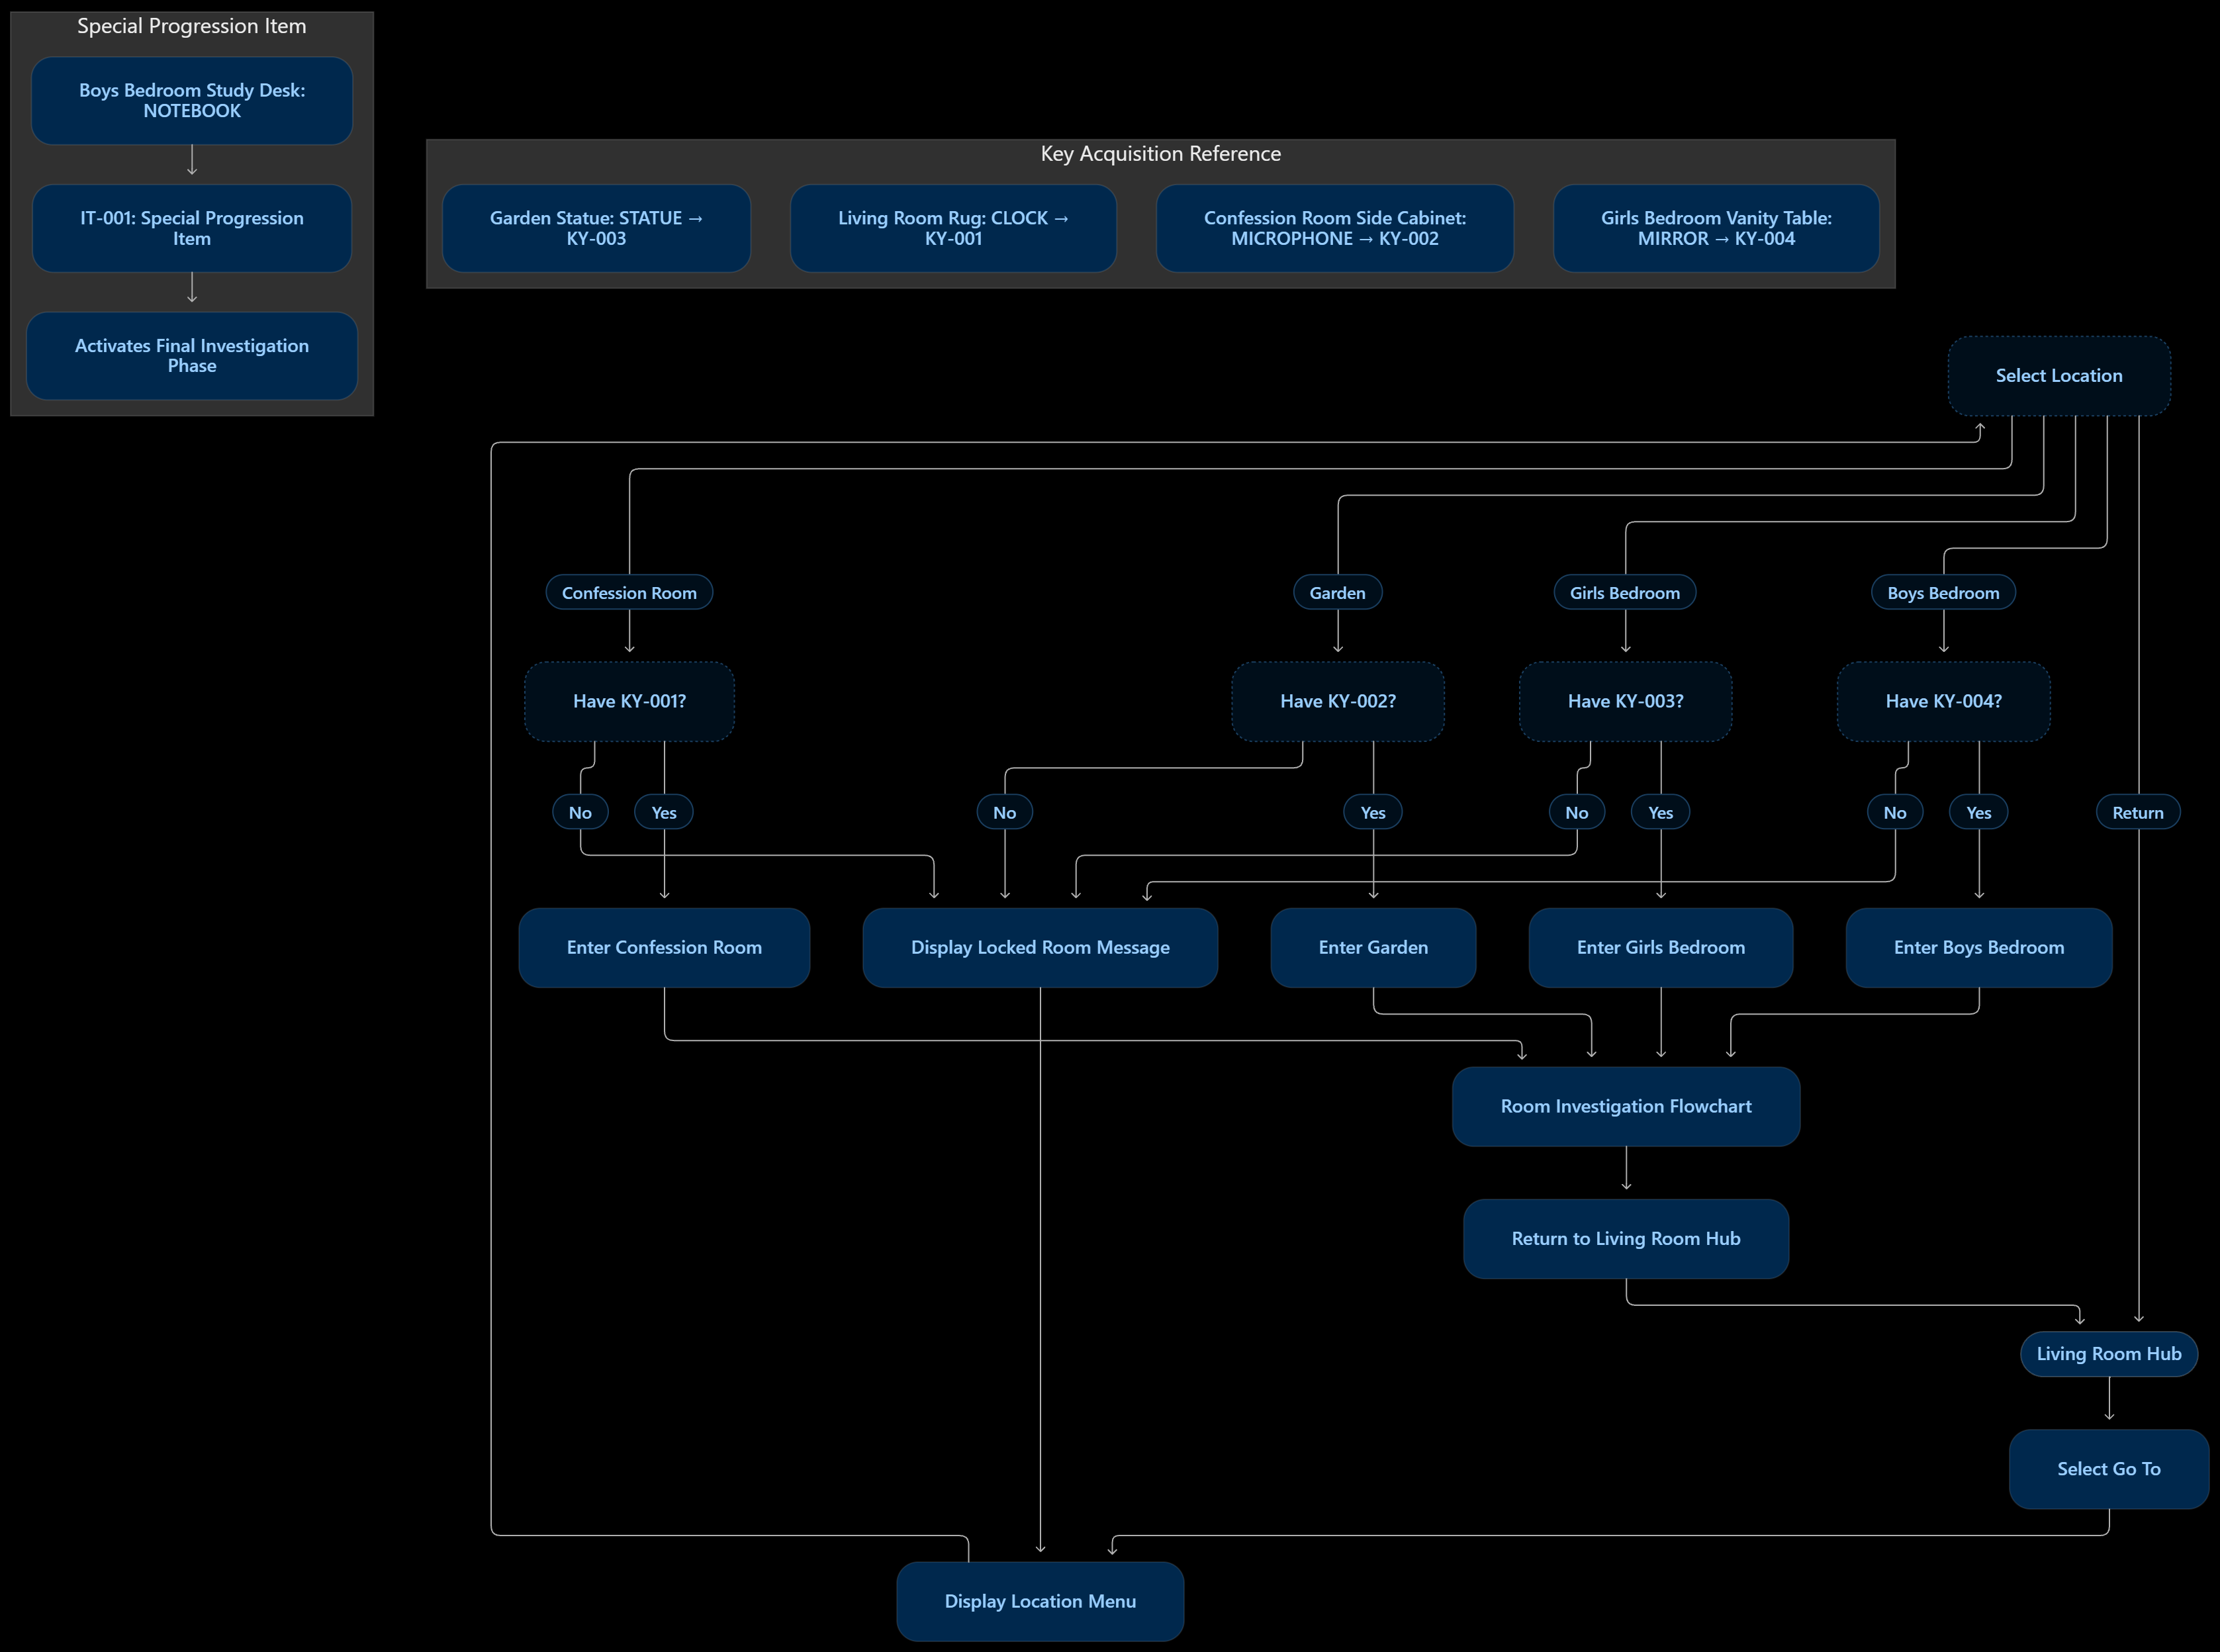 Special Progression Item
Boys Bedroom Study Desk:
NOTEBOOK
IT-001: Special Progression
Item
Activates Final Investigation
Phase
Key Acquisition Reference
Garden Statue: STATUE →
KY-003
Living Room Rug: CLOCK →
KY-001
Confession Room Side Cabinet:
MICROPHONE → KY-002
Girls Bedroom Vanity Table:
MIRROR → KY-004
Select Location
Confession Room
Garden
Girls Bedroom
Boys Bedroom
Have KY-001?
Have KY-002?
Have KY-003?
Have KY-004?
No
Yes
No
Yes
No
Yes
No
Yes
Return
Enter Confession Room
Display Locked Room Message
Enter Garden
Enter Girls Bedroom
Enter Boys Bedroom
Room Investigation Flowchart
Return to Living Room Hub
Living Room Hub
Select Go To
Display Location Menu